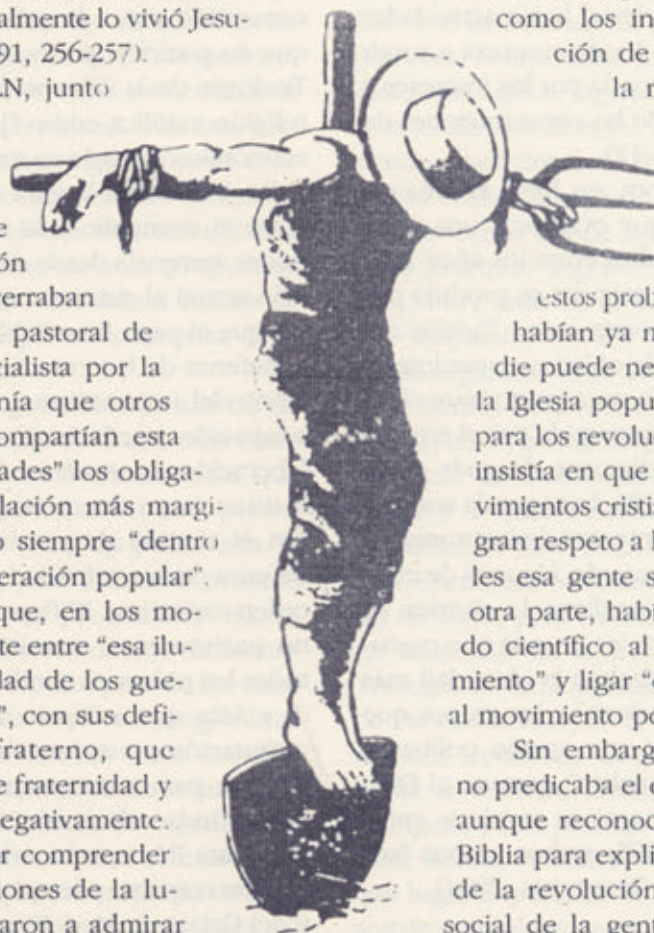 almente lo vivió Jesu-
91, 256-257).
LN, junto
ón
erraban
pastoral de
cialista por la
nía que otros
ompartían esta
ades” los obliga-
lación más margi-
siempre “dentro
eración popular”,
que, en los mo-
te entre “esa ilu-
dad de los gue-
”, con sus defi-
fraterno, que
e fraternidad y
egativamente.
r comprender
iones de la lu-
aron a admirar
como los in
ción de
la r
estos prob
habían ya n
die puede ne
la Iglesia popu
para los revolu
insistía en que
vimientos cristi
gran respeto a l
les esa gente s
otra parte, habí
do científico al
miento” y ligar “
al movimiento po
Sin embarg
no predicaba el e
aunque reconoc
Biblia para expli
de la revolución
social de la gent